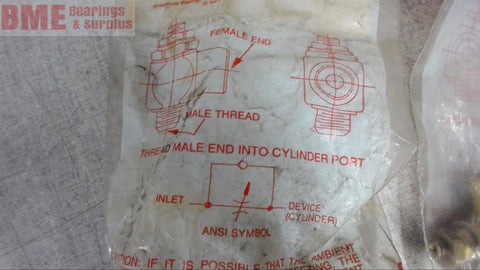 BME Bearings
& Surplus
FEMALE END
MALE THREAD
THREAD MALE END INTO CYLINDER PORT
INLET
DEVICE
(CYLINDER)
ANSI SYMBOL
: IF IT IS POSSIBLE THAT THE AMBIENT
THE